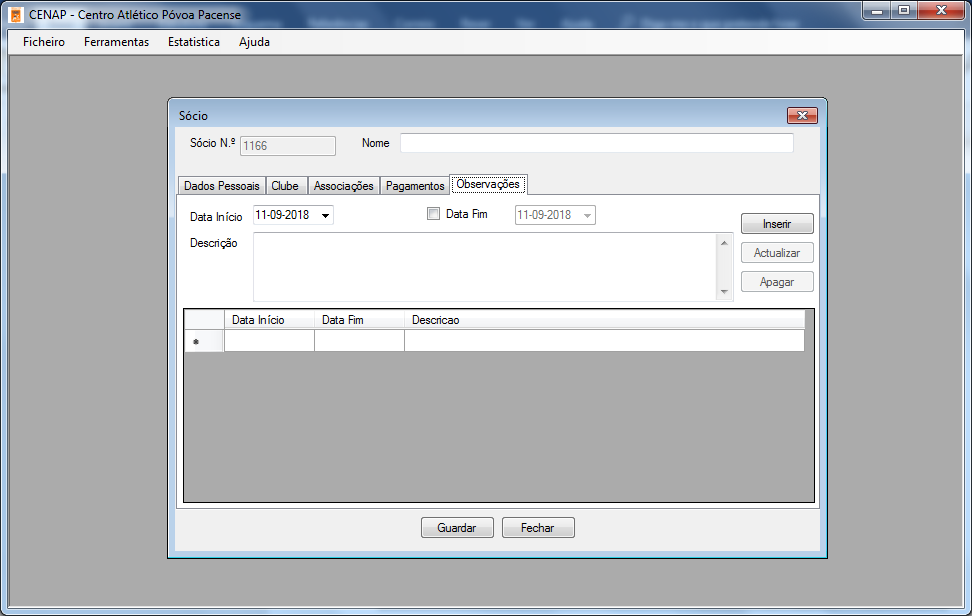 CENAP - Centro Atlético Póvoa Pacense
Ficheiro Ferramentas Estatistica Ajuda
Sócio
Sócio N.º 1166 Nome
Dados Pessoais Clube Associações Pagamentos Observações
Data Início 11-09-2018 Data Fim 11-09-2018 Inserir
Descrição Actualizar
Apagar
Data Início Data Fim Descricao
*
Guardar Fechar